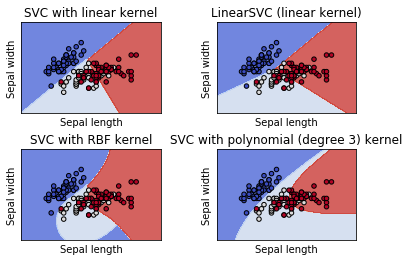 SVC with linear kernel
LinearSVC (linear kernel)
Sepal width
Sepal length
Sepal width
Sepal length
SVC with RBF kernel
SVC with polynomial (degree 3) kernel
Sepal width
Sepal length
Sepal width
Sepal length